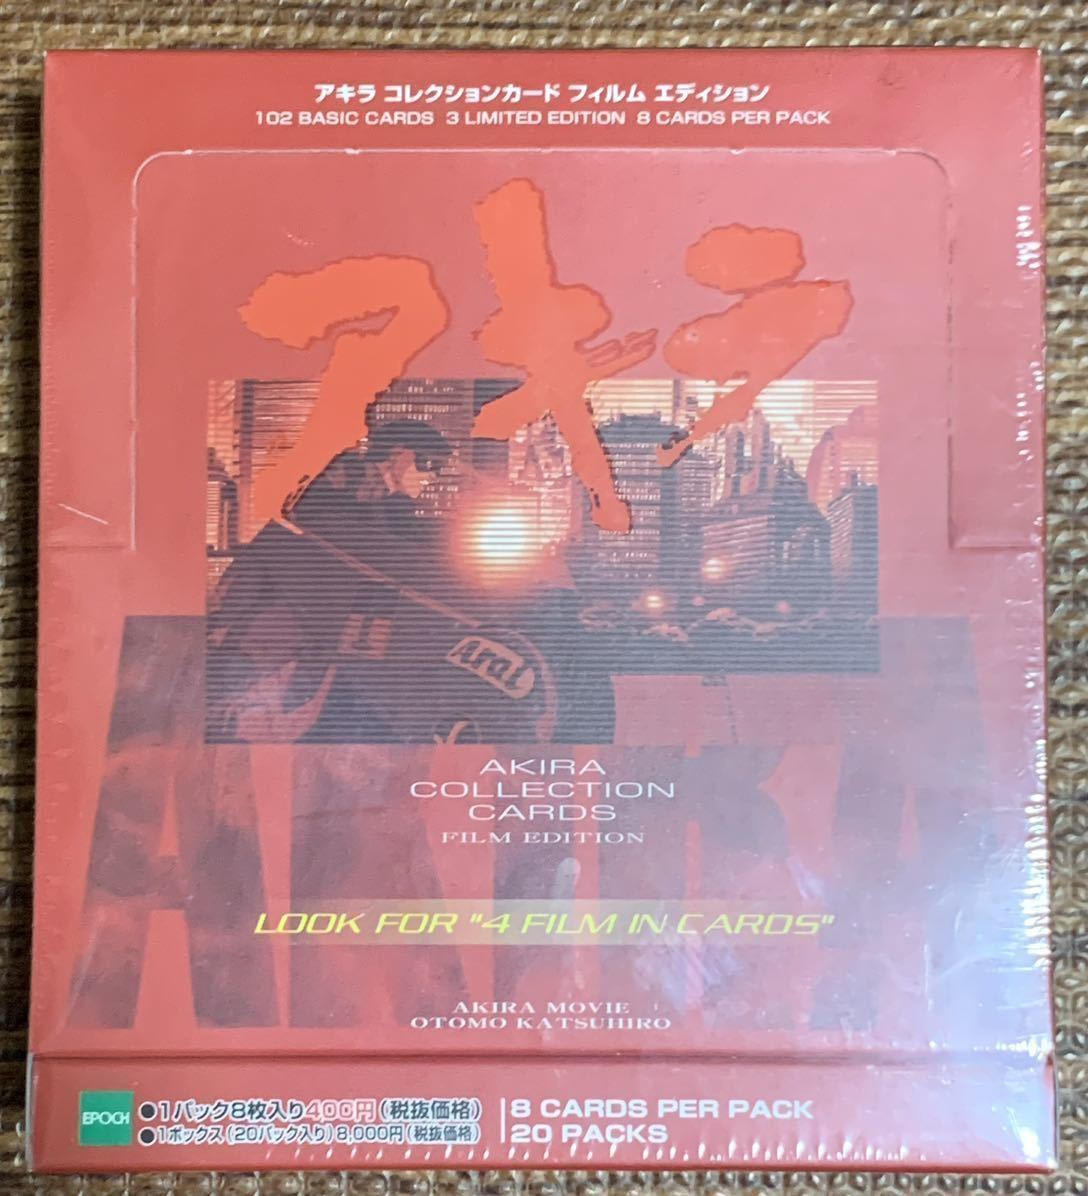 アキラ コレクションカード フィルム エディション
102 BASIC CARDS 3 LIMITED EDITION 8 CARDS PER PACK
アキラ
Arai
AKIRA
AKIRA
COLLECTION
CARDS
FILM EDITION
LOOK FOR "4 FILM IN CARDS"
AKIRA MOVIE
OTOMO KATSUHIRO
EPOCH
●1パック8枚入り400円(税抜価格)
●1ボックス(20パック入り)8,000円(税抜価格)
8 CARDS PER PACK
20 PACKS